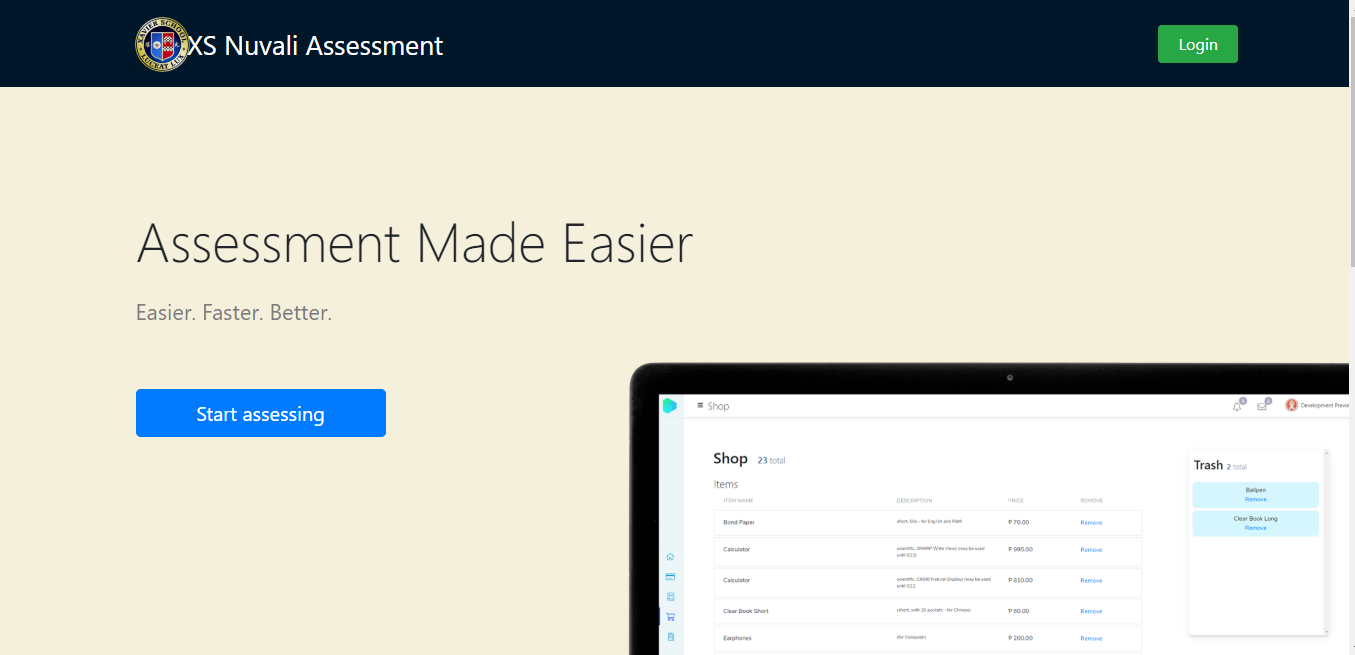 XAVIER SCHOOL
XS Nuvali Assessment
Login
Assessment Made Easier
Easier. Faster. Better.
Start assessing
Shop
Development Previe
Shop 23 total
Items
ITEM NAME DESCRIPTION PRICE REMOVE
Bond Paper short, 50s - for English and Math ₱ 70.00 Remove
Calculator scientific, SHARP Write View) (may be used
until G12) ₱ 995.00 Remove
Calculator scientific, CASIO Natural Display) (may be used
until G12 ₱ 810.00 Remove
Clear Book Short (short, with 20 pockets - for Chinese) ₱ 60.00 Remove
Earphones (for Computer) ₱ 200.00 Remove
Trash 2 total
Ballpen
Remove
Clear Book Long
Remove